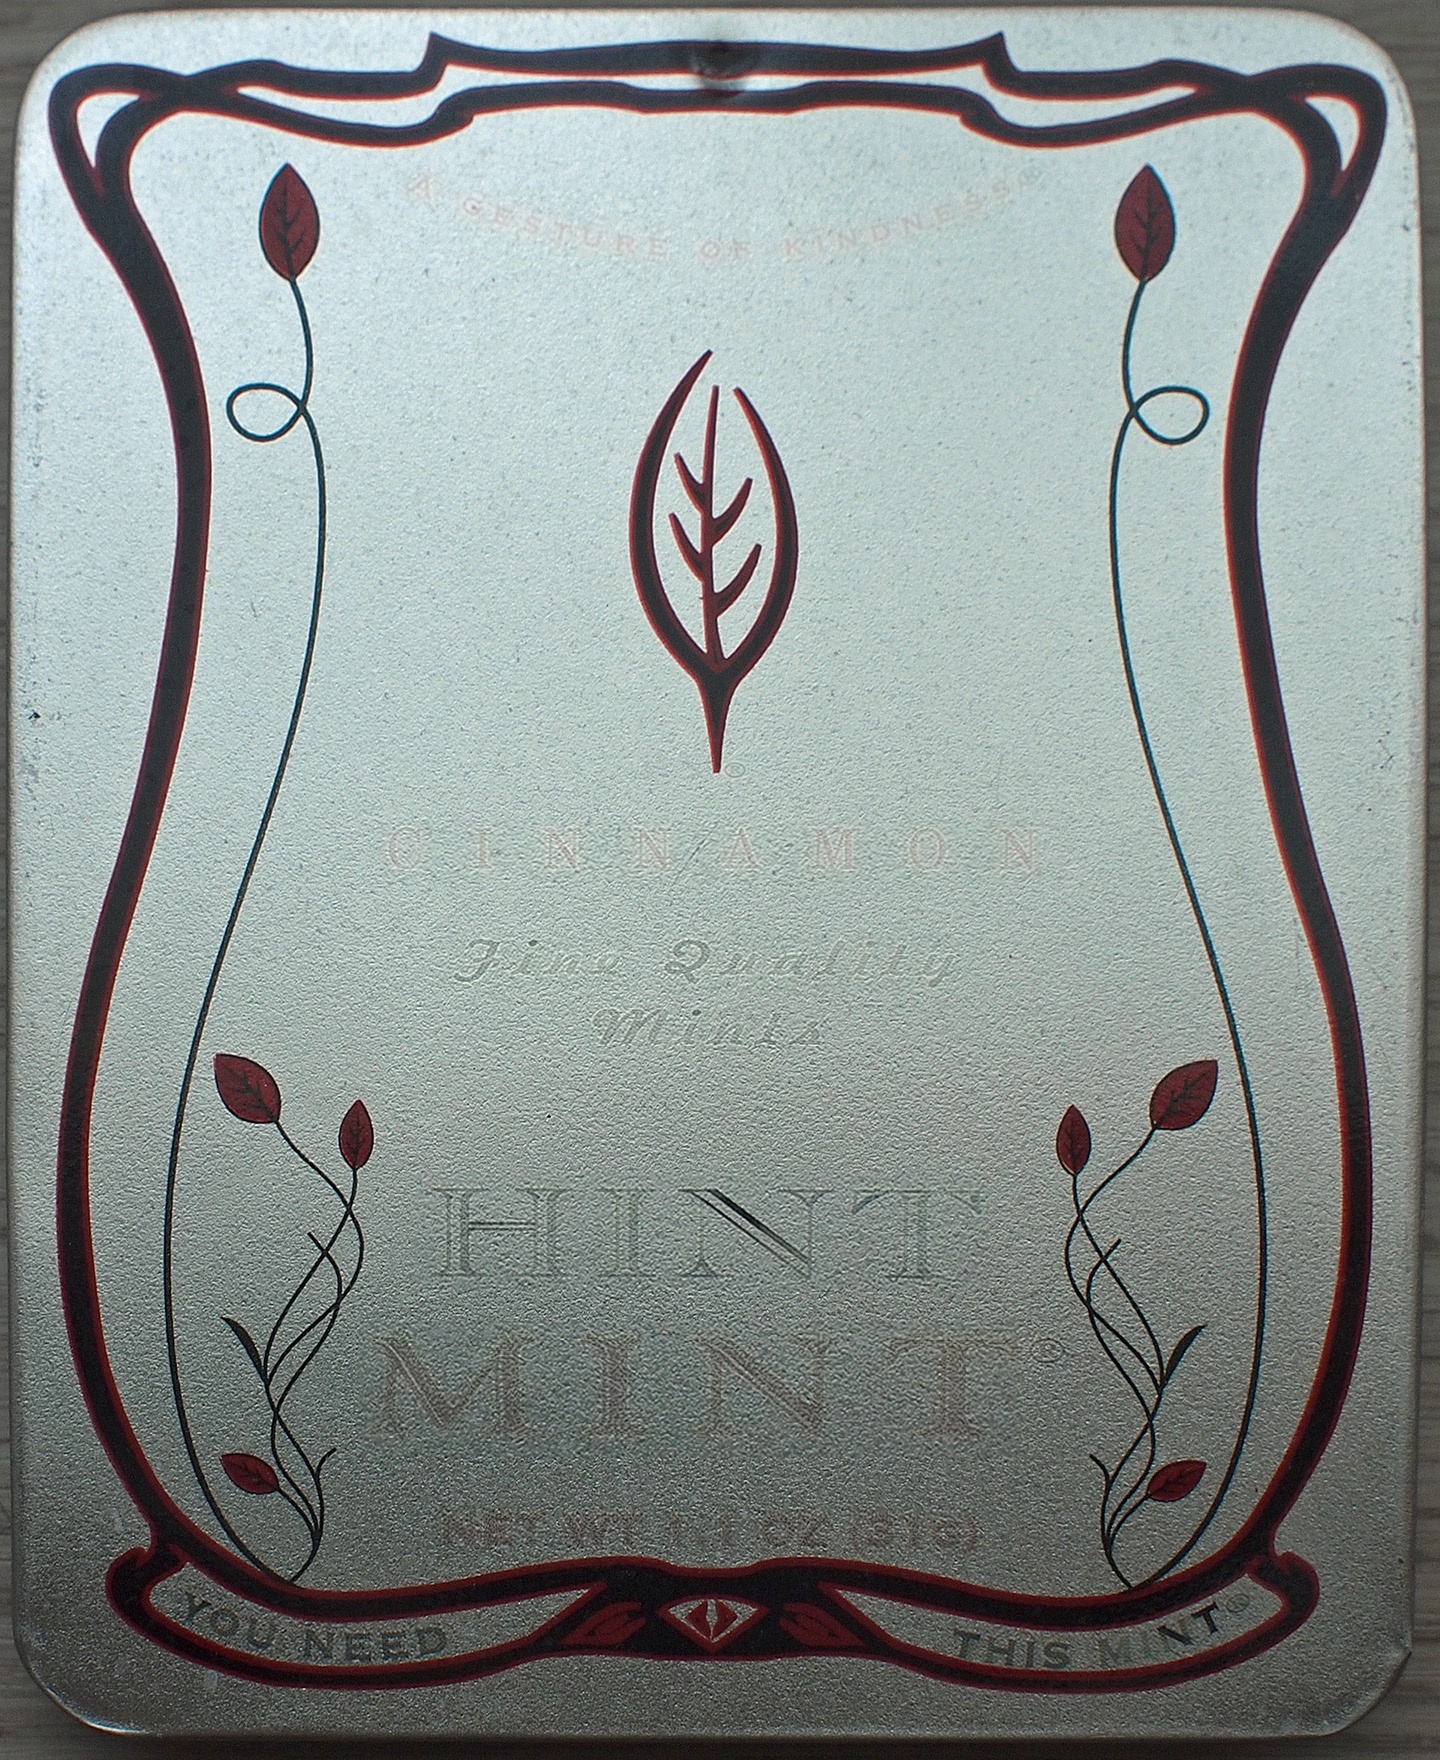 A GESTURE OF KINDNESS®
®
CINNAMON
Fine Quality
Mints
HINT
MINT®
NET WT 1.1 OZ (31g)
YOU NEED THIS MINT®